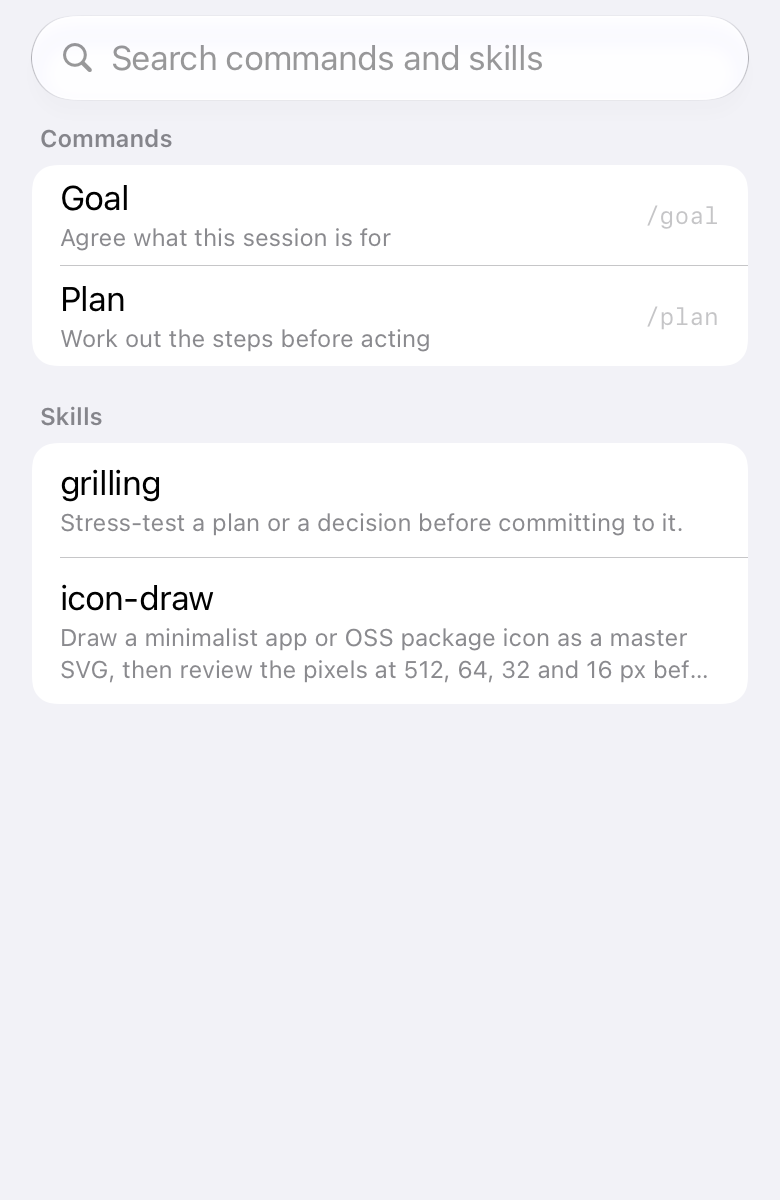 Search commands and skills
Commands
Goal
/goal
Agree what this session is for
Plan
/plan
Work out the steps before acting
Skills
grilling
Stress-test a plan or a decision before committing to it.
icon-draw
Draw a minimalist app or OSS package icon as a master
SVG, then review the pixels at 512, 64, 32 and 16 px bef...